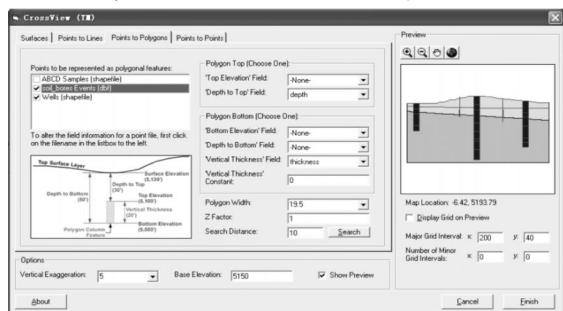 CrossView (TM)
Surfaces | Points to Lines | Points to Polygons | Points to Points |
Points to be represented as polygonal features:
ABCD Samples (shapefile)
soil_bores Events (dbf)
Wells (shapefile)
To alter the field information for a point file, first click
on the filename in the listbox to the left.
Top Surface Layer
Surface Elevation
(5,130')
Depth to Top
(30')
Depth to Bottom
(50')
Top Elevation
(5,100')
Vertical Thickness
(20')
Bottom Elevation
(5,080')
Polygon Column
Feature
Polygon Top (Choose One):
'Top Elevation' Field: -None-
'Depth to Top' Field: depth
Polygon Bottom (Choose One):
'Bottom Elevation' Field: -None-
'Depth to Bottom' Field: -None-
'Vertical Thickness' Field: thickness
'Vertical Thickness'
Constant: 0
Polygon Width: 19.5
Z Factor: 1
Search Distance: 10 Search
Preview
Map Location: -6.42, 5193.79
Display Grid on Preview
Major Grid Interval: x: 200 y: 40
Number of Minor
Grid Intervals: x: 0 y: 0
Options
Vertical Exaggeration: 5 Base Elevation: 5150 Show Preview
About Cancel Finish